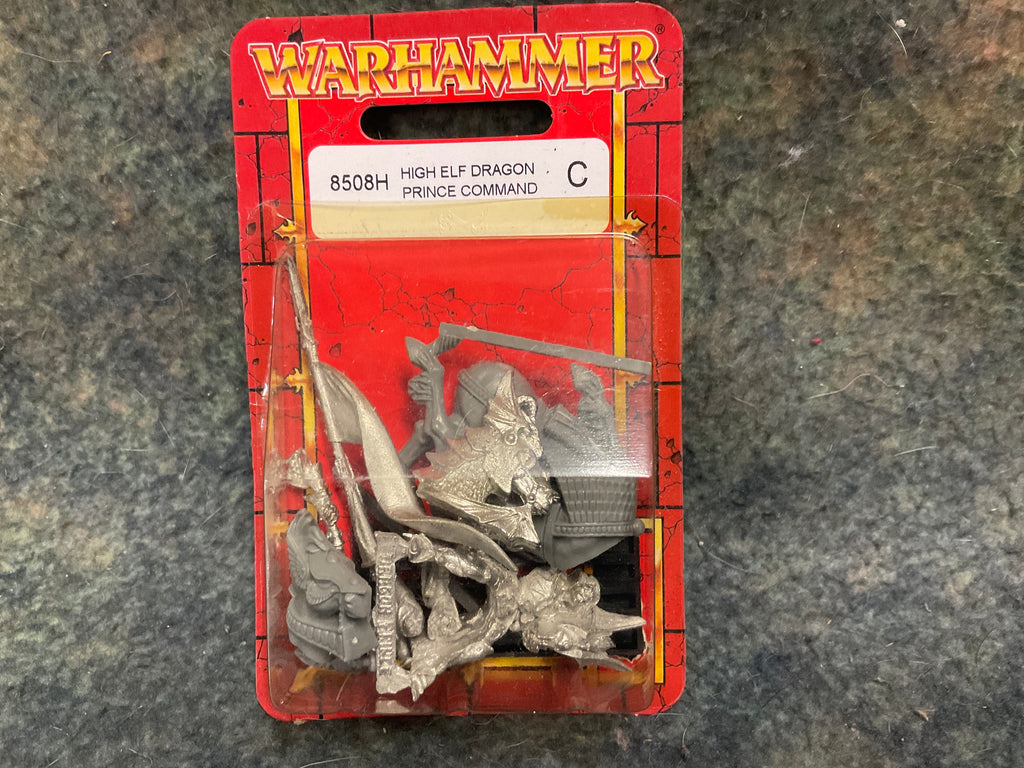 WARHAMMER®
8508H HIGH ELF DRAGON C
PRINCE COMMAND